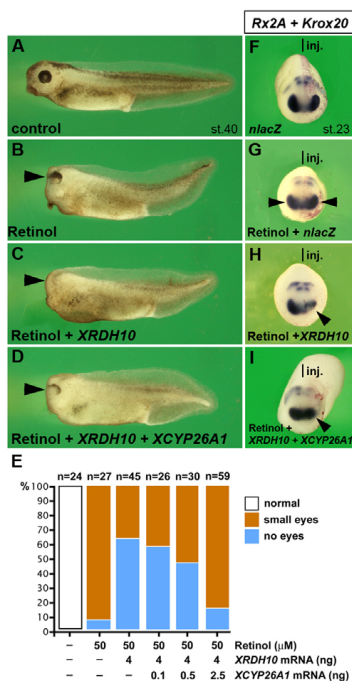 Rx2A + Krox20
A
control
st.40
F
inj.
nlacZ
st.23
B
Retinol
G
inj.
Retinol + nlacZ
C
Retinol + XRDH10
H
inj.
Retinol +XRDH10
D
Retinol + XRDH10 + XCYP26A1
I
inj.
Retinol +
XRDH10 + XCYP26A1
E
n=24 n=27 n=45 n=26 n=30 n=59
%
100
90
80
70
60
50
40
30
20
10
0
normal
small eyes
no eyes
– 50 50 50 50 50 Retinol (µM)
– – 4 4 4 4 XRDH10 mRNA (ng)
– – – 0.1 0.5 2.5 XCYP26A1 mRNA (ng)